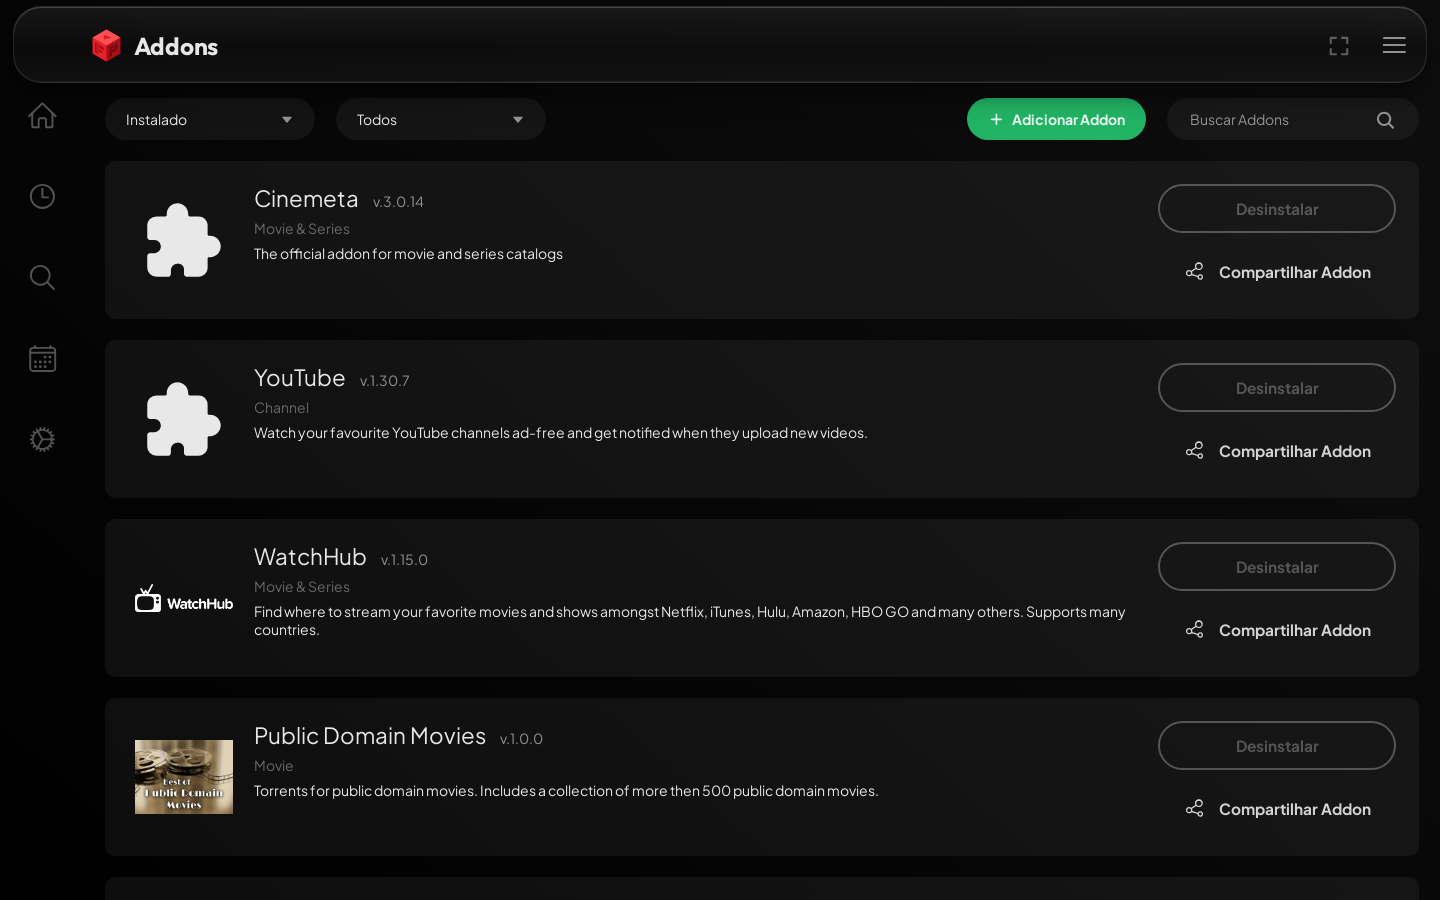 Addons
Instalado
Todos
Adicionar Addon
Buscar Addons
Cinemeta v.3.0.14
Movie & Series
The official addon for movie and series catalogs
Desinstalar
Compartilhar Addon
YouTube v.1.30.7
Channel
Watch your favourite YouTube channels ad-free and get notified when they upload new videos.
Desinstalar
Compartilhar Addon
WatchHub
WatchHub v.1.15.0
Movie & Series
Find where to stream your favorite movies and shows amongst Netflix, iTunes, Hulu, Amazon, HBO GO and many others. Supports many
countries.
Desinstalar
Compartilhar Addon
Best of
Public Domain
Movies
Public Domain Movies v.1.0.0
Movie
Torrents for public domain movies. Includes a collection of more then 500 public domain movies.
Desinstalar
Compartilhar Addon